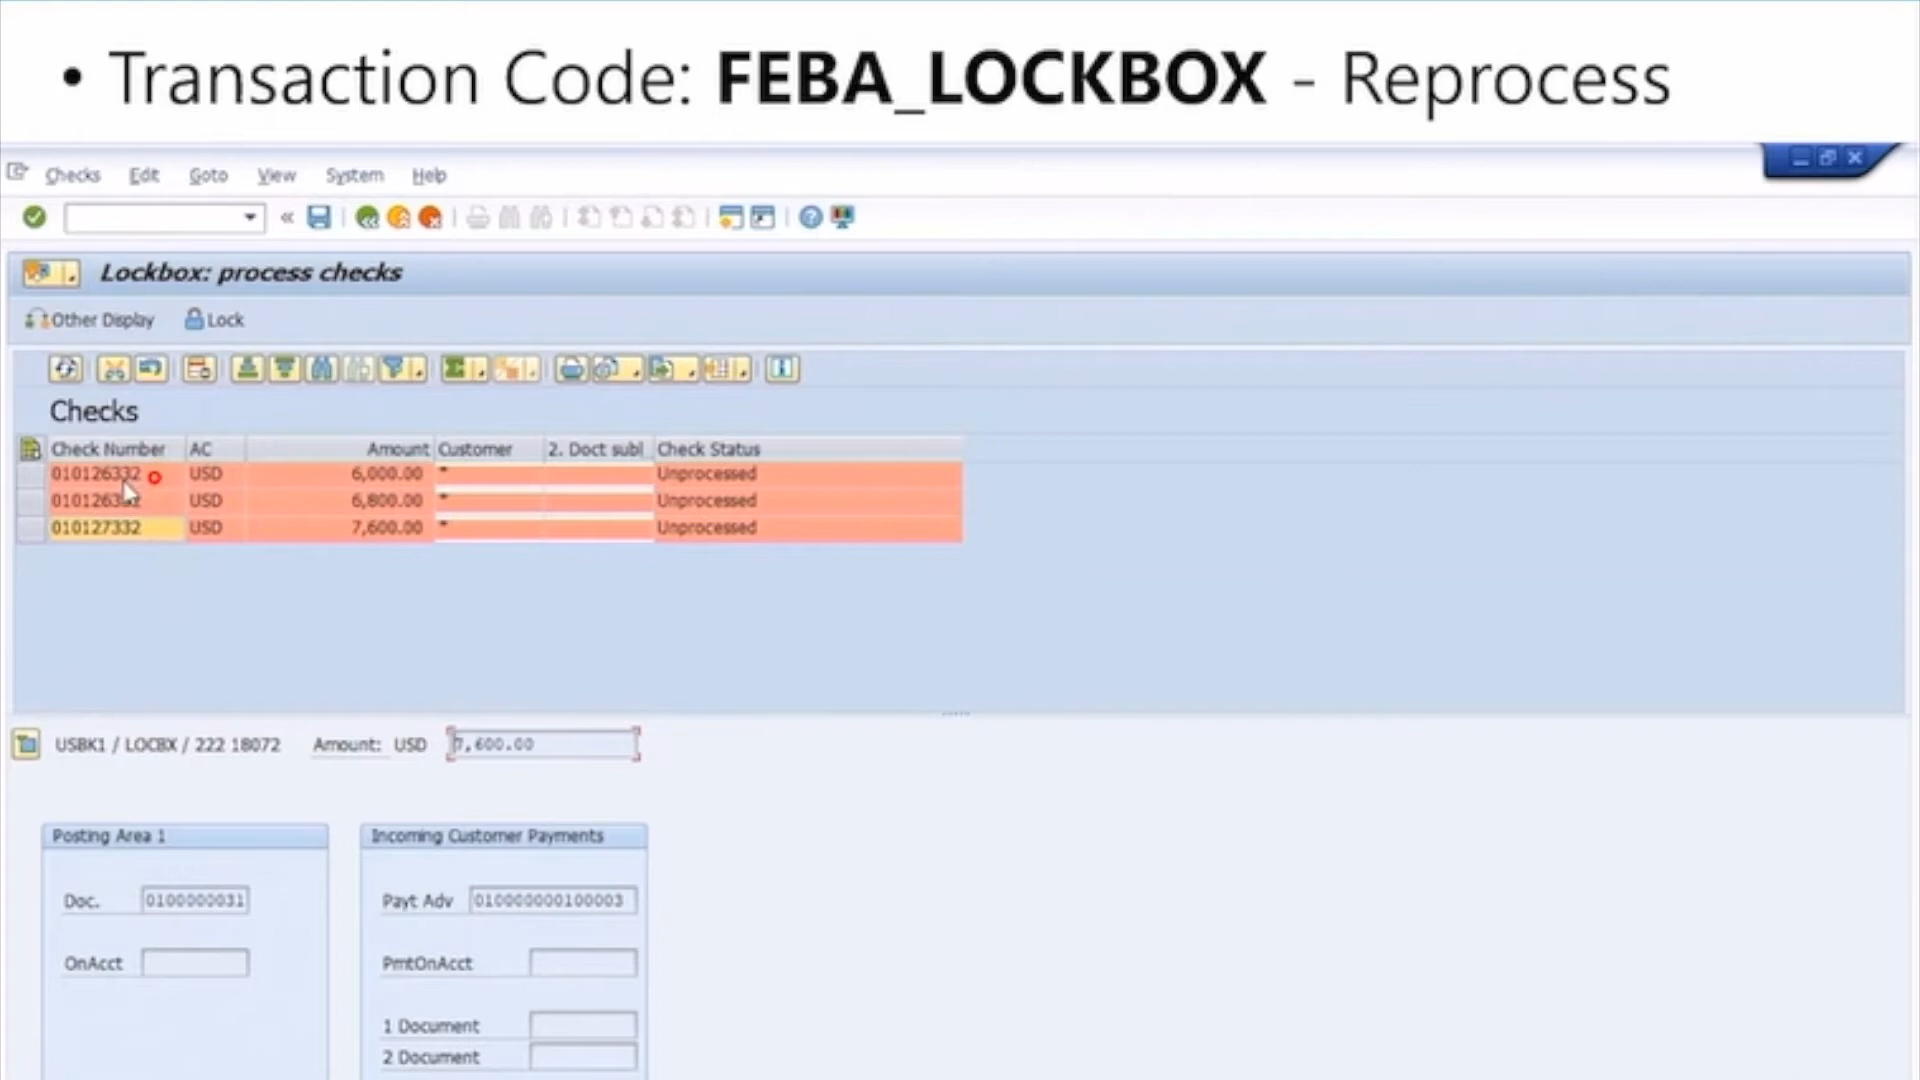 • Transaction Code: FEBA_LOCKBOX - Reprocess
Checks Edit Goto View System Help
Lockbox: process checks
Other Display Lock
Checks
Check Number AC Amount Customer 2. Doct subl Check Status
010126332 USD 6,000.00 * Unprocessed
USD 6,800.00 * Unprocessed
010127332 USD 7,600.00 * Unprocessed
USBK1 / LOCBX / 222 18072 Amount: USD 7,600.00
Posting Area 1 Incoming Customer Payments
Doc. 0100000031 Payt Adv 010000000100003
OnAcct PmtOnAcct
1 Document
2 Document